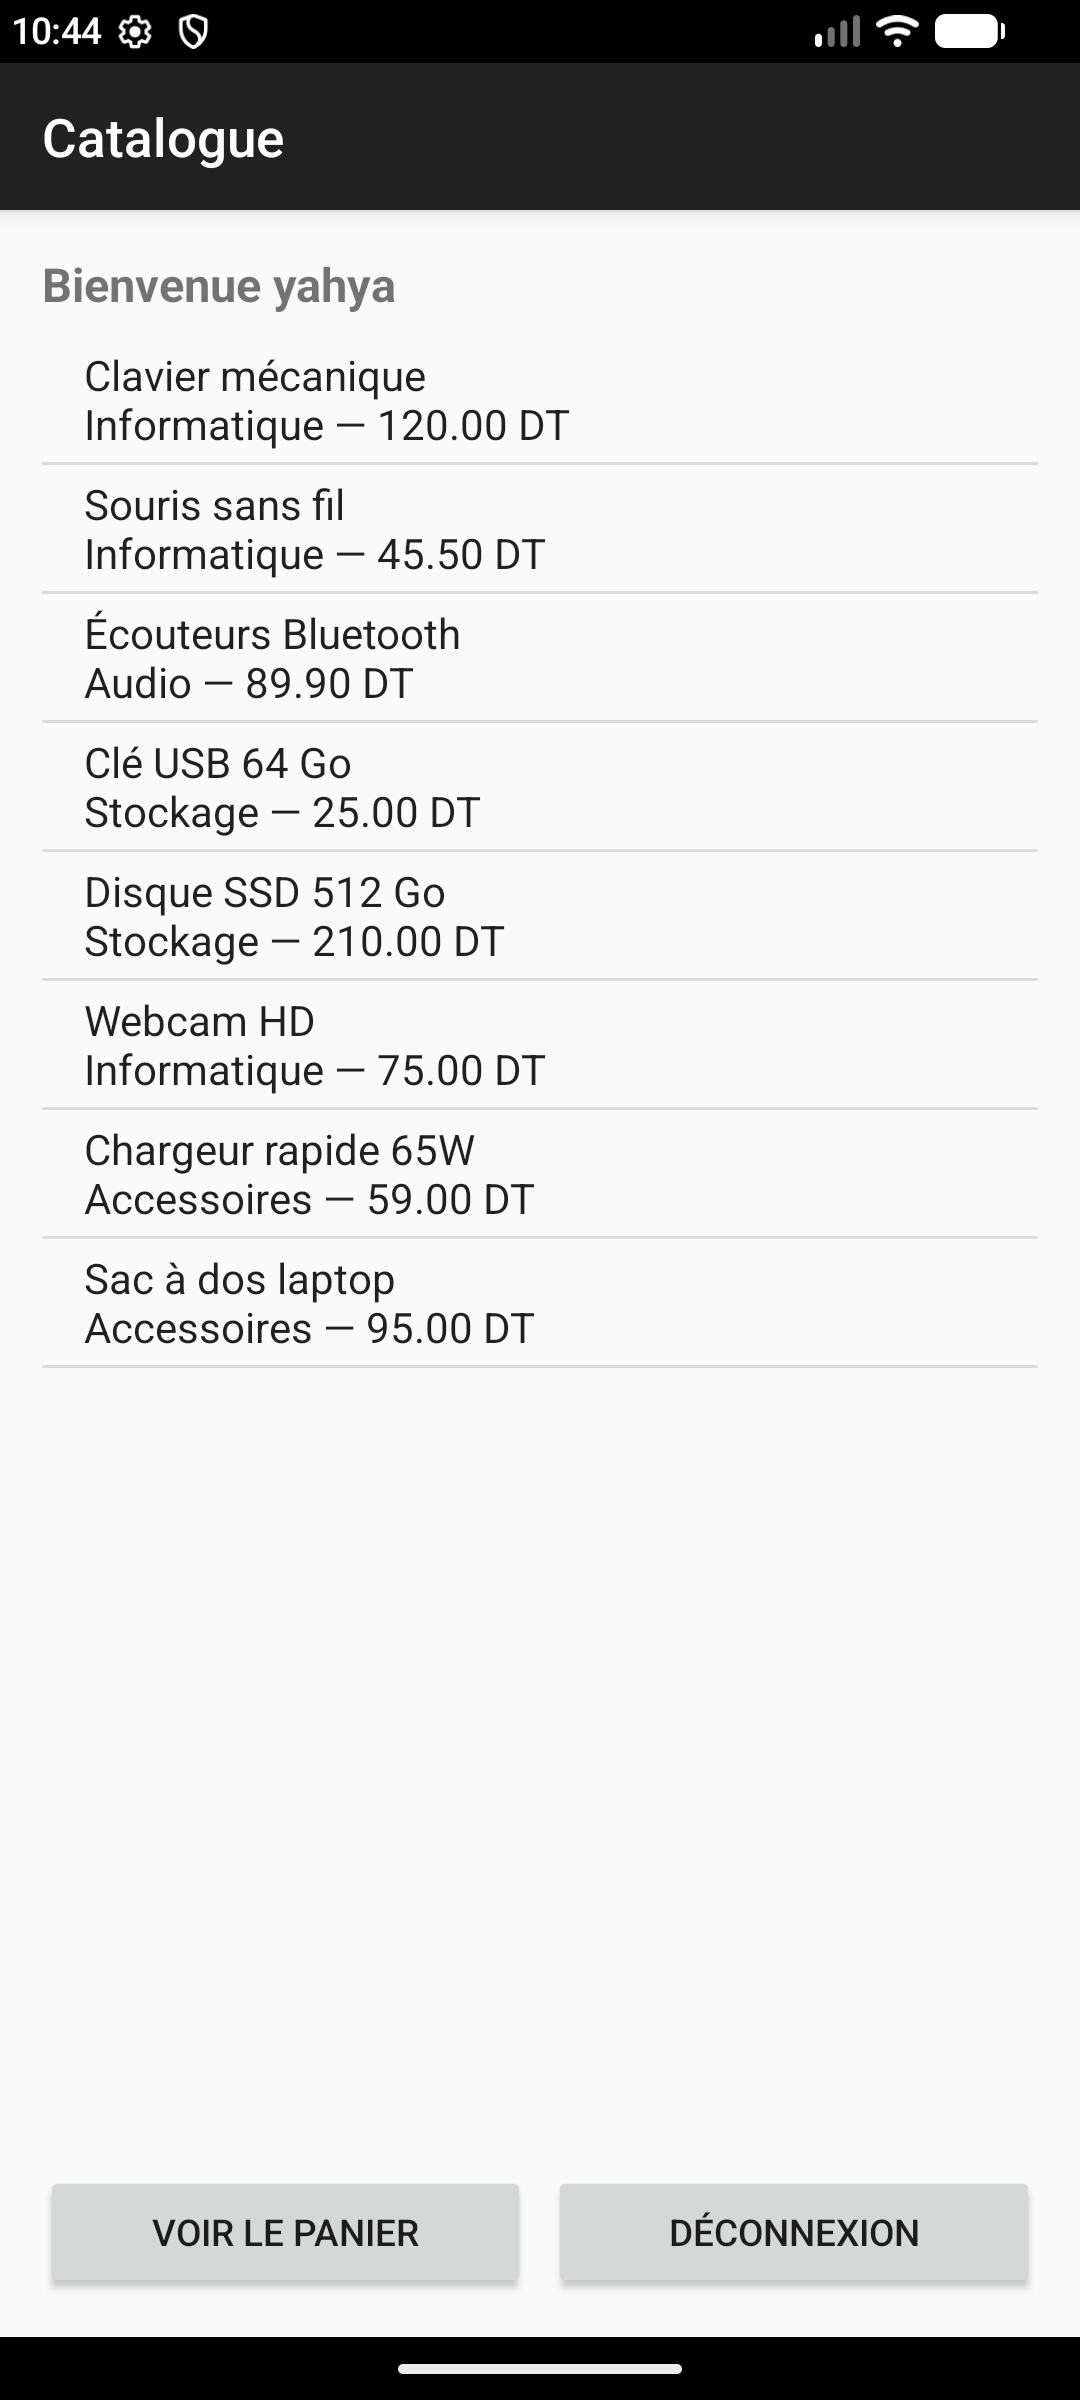 10:44
Catalogue
Bienvenue yahya
Clavier mécanique
Informatique — 120.00 DT
Souris sans fil
Informatique — 45.50 DT
Écouteurs Bluetooth
Audio — 89.90 DT
Clé USB 64 Go
Stockage — 25.00 DT
Disque SSD 512 Go
Stockage — 210.00 DT
Webcam HD
Informatique — 75.00 DT
Chargeur rapide 65W
Accessoires — 59.00 DT
Sac à dos laptop
Accessoires — 95.00 DT
VOIR LE PANIER
DÉCONNEXION